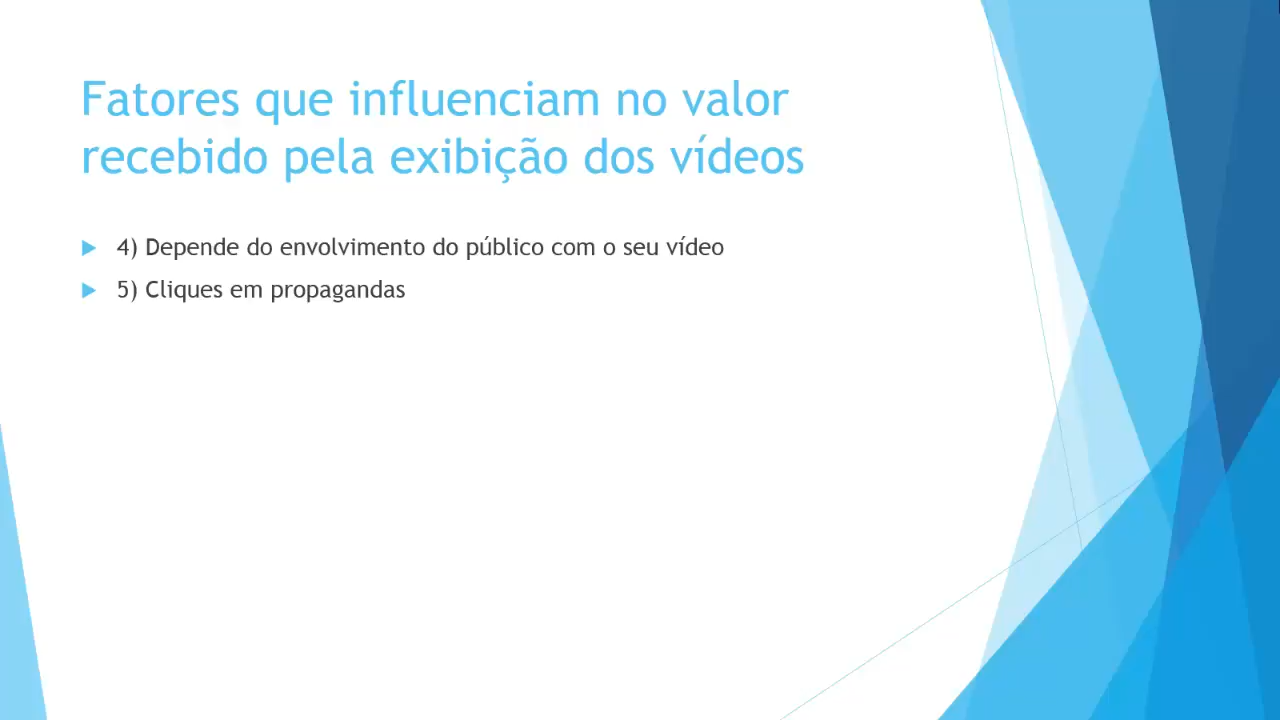 Fatores que influenciam no valor
recebido pela exibição dos vídeos
4) Depende do envolvimento do público com o seu vídeo
5) Cliques em propagandas